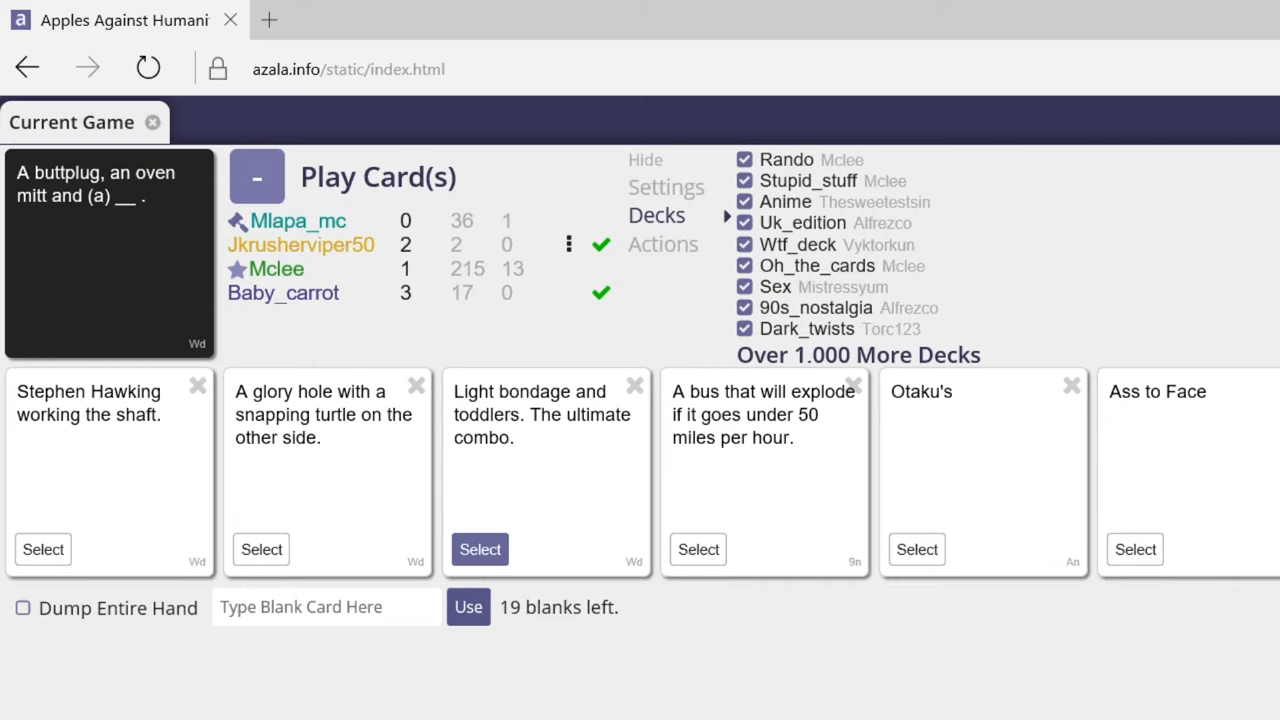 Apples Against Humani
azala.info/static/index.html
Current Game
A buttplug, an oven
mitt and (a) __ .
Wd
-
Play Card(s)
Mlapa_mc 0 36 1
Jkrusherviper50 2 2 0
Mclee 1 215 13
Baby_carrot 3 17 0
Hide
Settings
Decks
Actions
Rando Mclee
Stupid_stuff Mclee
Anime Thesweetestsin
Uk_edition Alfrezco
Wtf_deck Vyktorkun
Oh_the_cards Mclee
Sex Mistressyum
90s_nostalgia Alfrezco
Dark_twists Torc123
Over 1,000 More Decks
Stephen Hawking
working the shaft.
Select
Wd
A glory hole with a
snapping turtle on the
other side.
Select
Wd
Light bondage and
toddlers. The ultimate
combo.
Select
Wd
A bus that will explode
if it goes under 50
miles per hour.
Select
9n
Otaku's
Select
An
Ass to Face
Select
Dump Entire Hand
Type Blank Card Here
Use
19 blanks left.